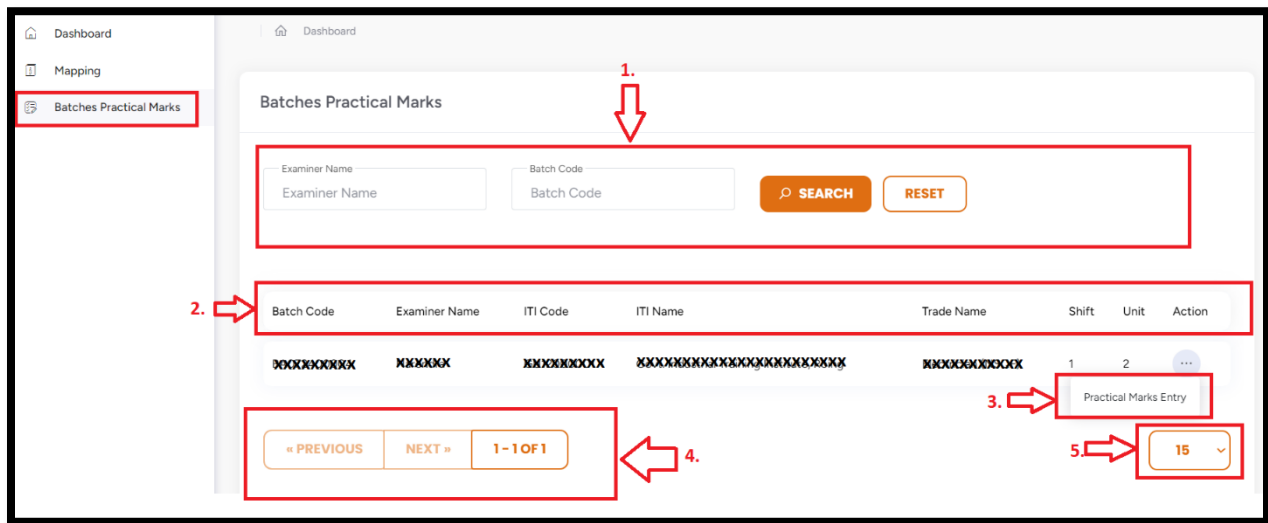 Dashboard
Dashboard
Mapping
Batches Practical Marks
1.
Batches Practical Marks
Examiner Name
Batch Code
Examiner Name
Batch Code
SEARCH
RESET
2.
Batch Code Examiner Name ITI Code ITI Name Trade Name Shift Unit Action
1 2 ...
3.
Practical Marks Entry
« PREVIOUS NEXT » 1 - 1 OF 1
4.
5.
15